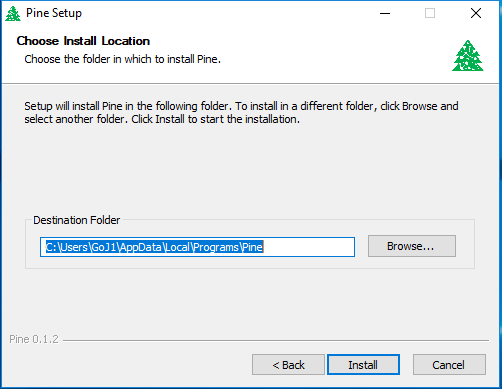 Pine Setup
Choose Install Location
Choose the folder in which to install Pine.
Setup will install Pine in the following folder. To install in a different folder, click Browse and
select another folder. Click Install to start the installation.
Destination Folder
C:\Users\GoJ1\AppData\Local\Programs\Pine
Browse...
Pine 0.1.2
< Back
Install
Cancel